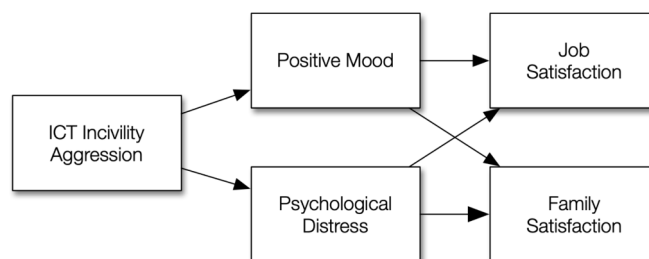 Positive Mood
Job
Satisfaction
ICT Incivility
Aggression
Psychological
Distress
Family
Satisfaction